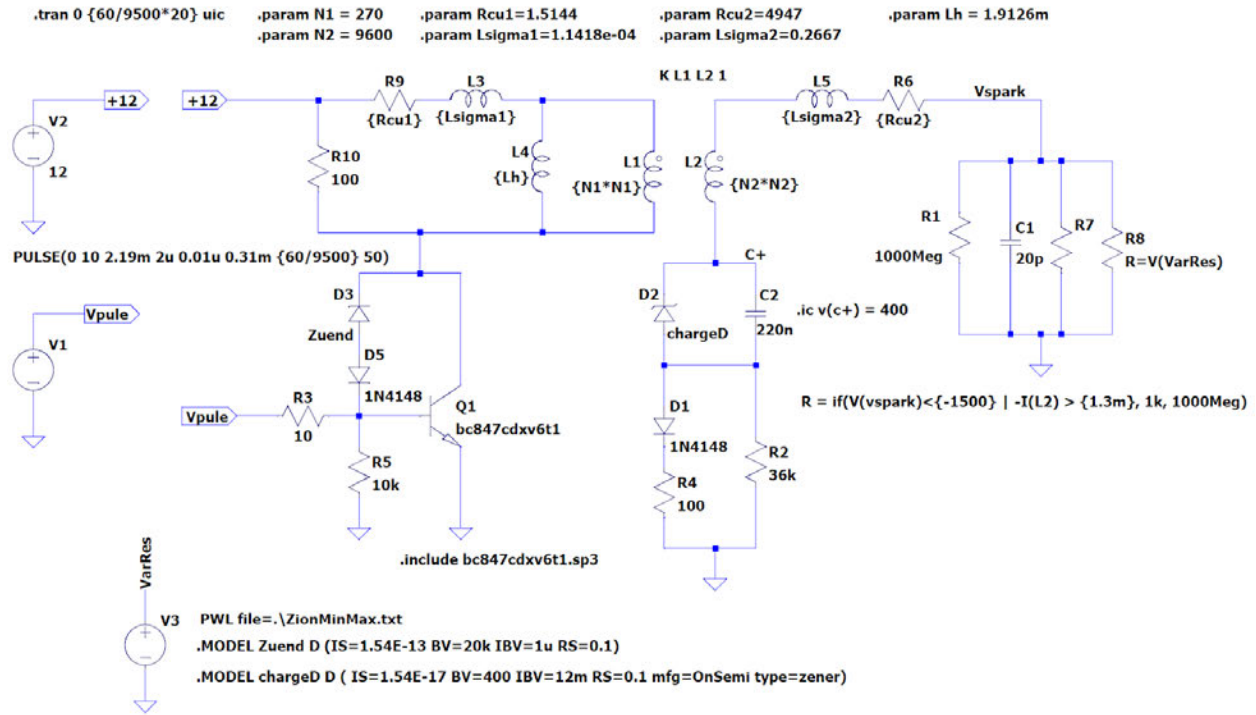 .tran 0 {60/9500*20} uic
.param N1 = 270
.param Rcu1=1.5144
.param Rcu2=4947
.param Lh = 1.9126m
.param N2 = 9600
.param Lsigma1=1.1418e-04
.param Lsigma2=0.2667
+12
V2
12
+12
R9
{Rcu1}
L3
{Lsigma1}
R10
100
L4
{Lh}
L1
{N1*N1}
K L1 L2 1
L2
{N2*N2}
L5
{Lsigma2}
R6
{Rcu2}
Vspark
R1
1000Meg
C1
20p
R7
R8
R=V(VarRes)
PULSE(0 10 2.19m 2u 0.01u 0.31m {60/9500} 50)
Vpule
V1
D3
Zuend
D5
1N4148
Vpule
R3
10
Q1
bc847cdxv6t1
R5
10k
C+
D2
chargeD
C2
220n
.ic v(c+) = 400
D1
1N4148
R4
100
R2
36k
R = if(V(vspark)<{-1500} | -I(L2) > {1.3m}, 1k, 1000Meg)
.include bc847cdxv6t1.sp3
VarRes
V3
PWL file=.\ZionMinMax.txt
.MODEL Zuend D (IS=1.54E-13 BV=20k IBV=1u RS=0.1)
.MODEL chargeD D ( IS=1.54E-17 BV=400 IBV=12m RS=0.1 mfg=OnSemi type=zener)